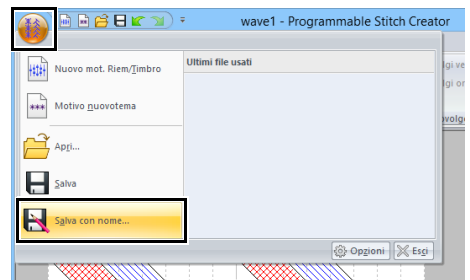 wave1 - Programmable Stitch Creator
Nuovo mot. Riem/Timbro
Ultimi file usati
Motivo nuovotema
Apri...
Salva
Salva con nome...
Opzioni
Esci